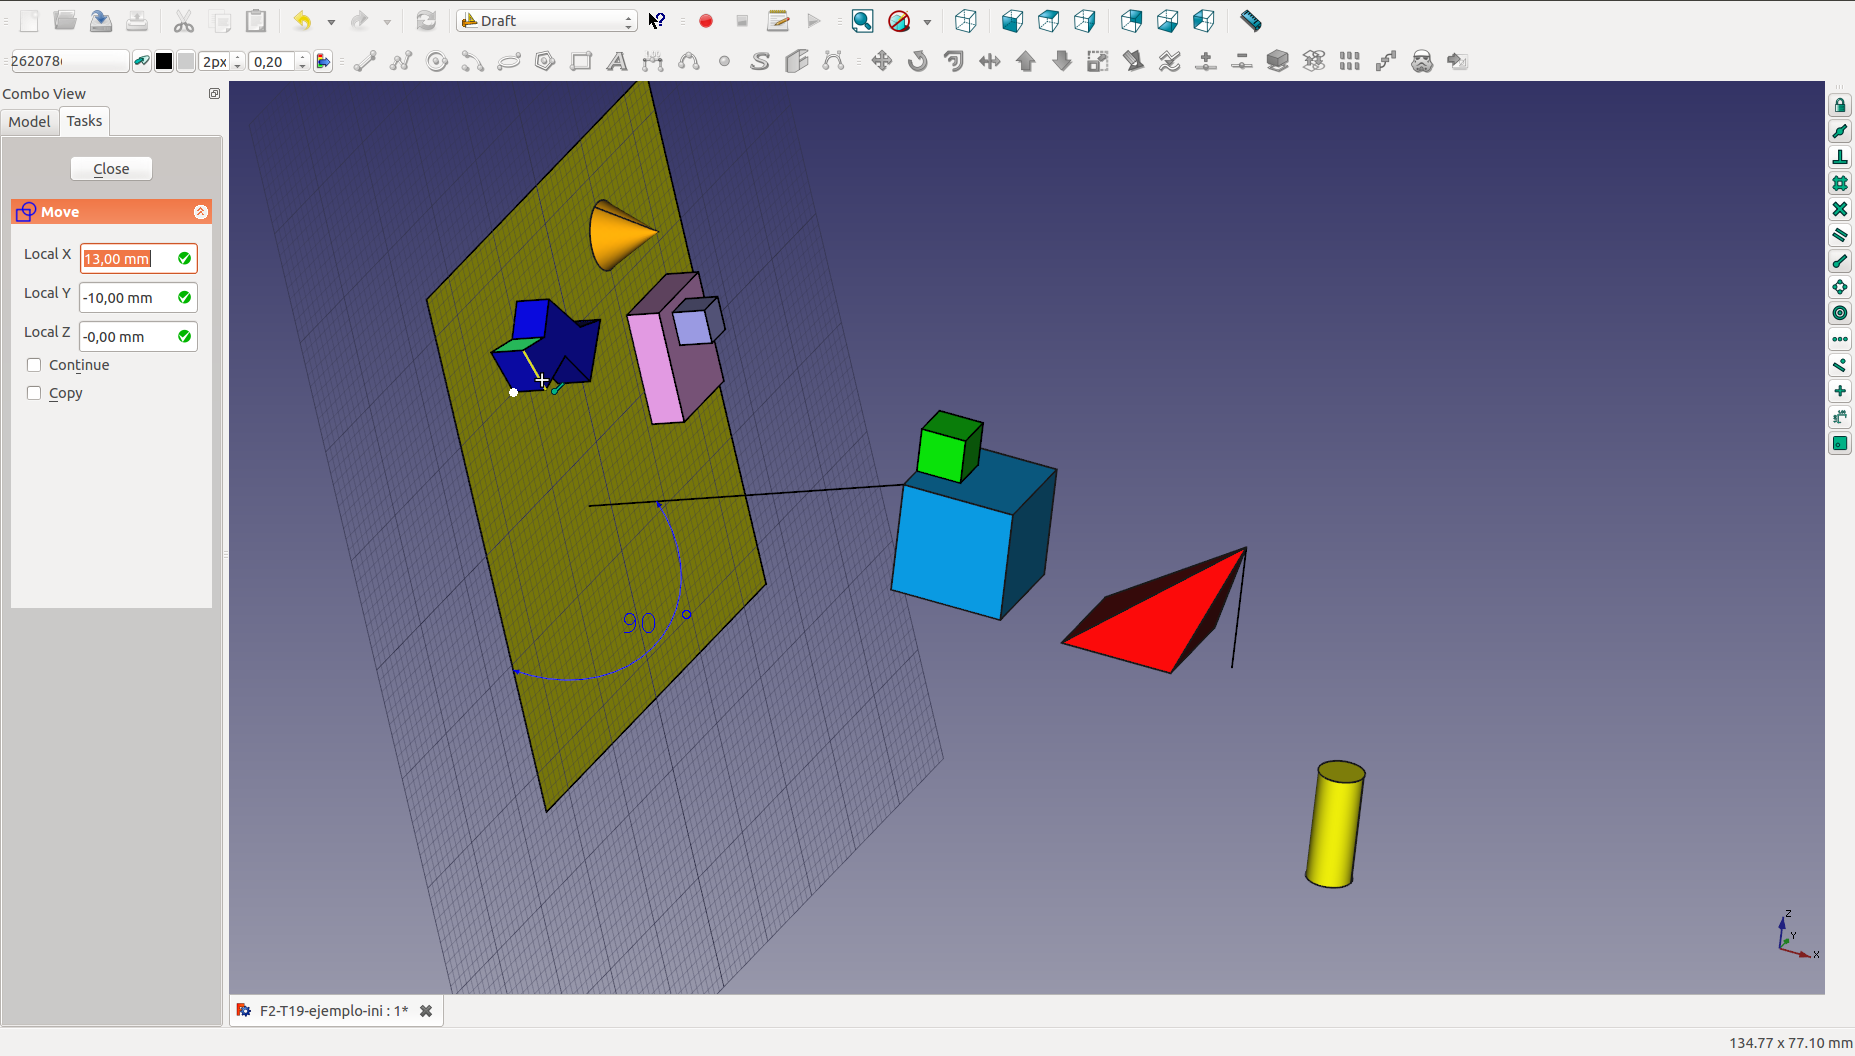 Draft
262078
2px
0,20
Combo View
Model
Tasks
Close
Move
Local X
13,00 mm
Local Y
-10,00 mm
Local Z
-0,00 mm
Continue
Copy
90 °
Z
Y
X
F2-T19-ejemplo-ini : 1*
134.77 x 77.10 mm